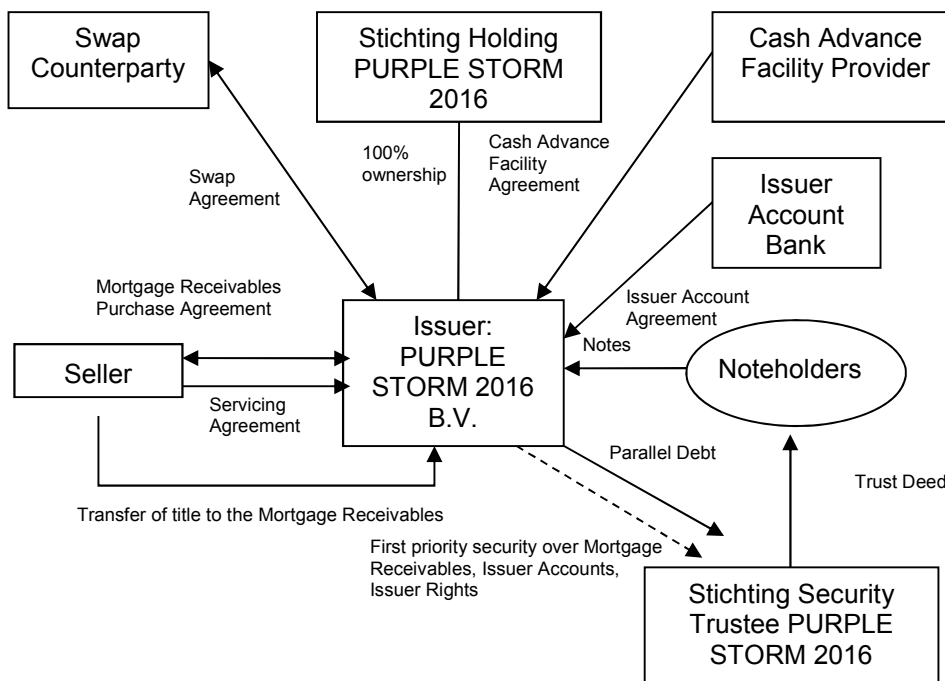 Swap
Counterparty
Stichting Holding
PURPLE STORM
2016
Cash Advance
Facility Provider
Swap
Agreement
100%
ownership
Cash Advance
Facility
Agreement
Issuer
Account
Bank
Mortgage Receivables
Purchase Agreement
Issuer:
PURPLE
STORM 2016
B.V.
Issuer Account
Agreement
Notes
Seller
Noteholders
Servicing
Agreement
Parallel Debt
Trust Deed
Transfer of title to the Mortgage Receivables
First priority security over Mortgage
Receivables, Issuer Accounts,
Issuer Rights
Stichting Security
Trustee PURPLE
STORM 2016